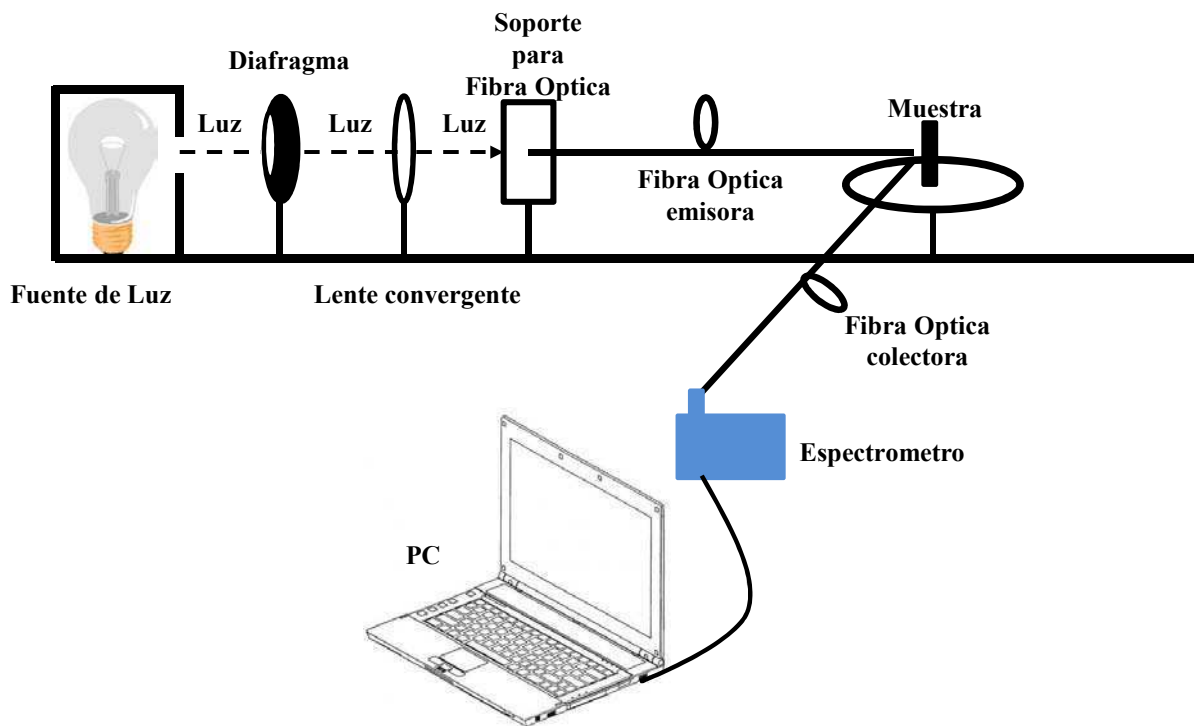 Soporte
para
Fibra Optica
Diafragma
Luz
Luz
Luz
Muestra
Fibra Optica
emisora
Fuente de Luz
Lente convergente
Fibra Optica
colectora
Espectrometro
PC